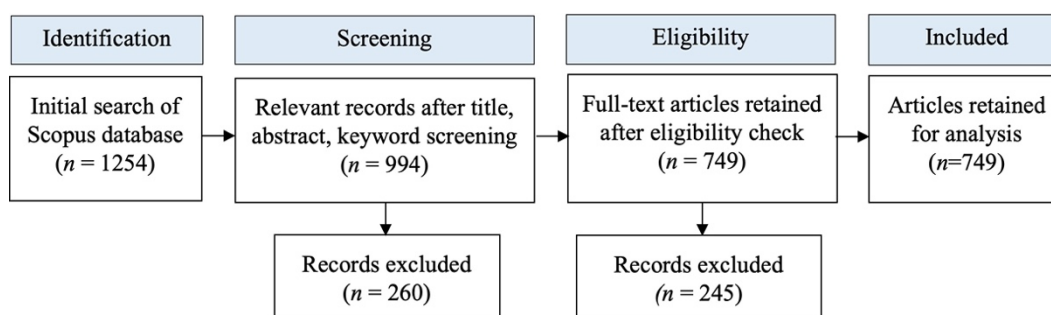 Identification
Screening
Eligibility
Included
Initial search of
Scopus database
(n = 1254)
Relevant records after title,
abstract, keyword screening
(n = 994)
Full-text articles retained
after eligibility check
(n = 749)
Articles retained
for analysis
(n=749)
Records excluded
(n = 260)
Records excluded
(n = 245)